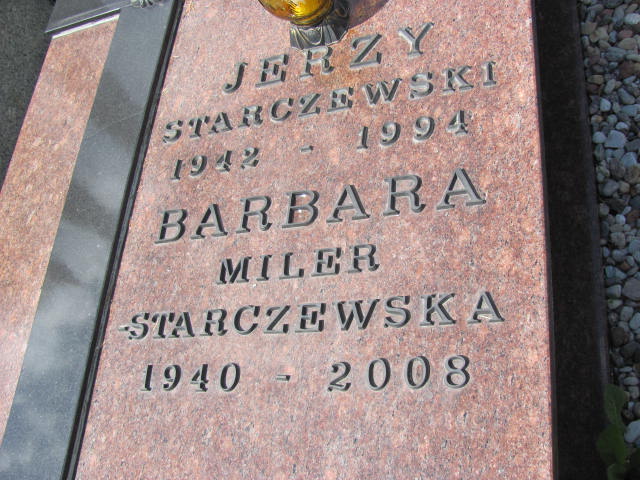 JERZY
STARCZEWSKI
1942 - 1994
BARBARA
MILER
-STARCZEWSKA
1940 - 2008